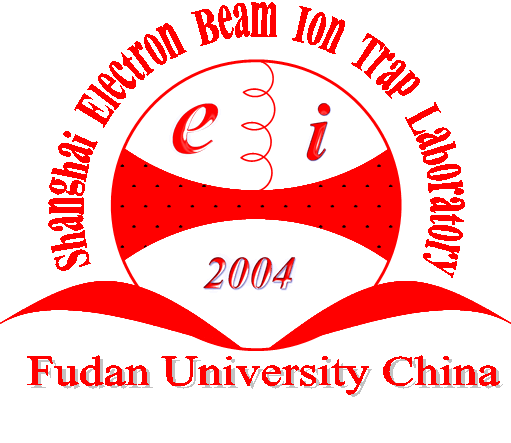 Shanghai Electron Beam Ion Trap Laboratory
e i
2004
Fudan University China